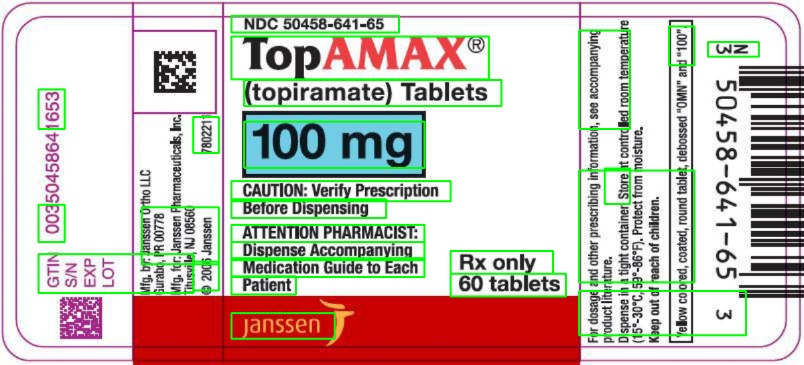 GTIN 00350458641653
S/N
EXP
LOT
Mfg. by: Janssen Ortho LLC
Gurabo, PR 00778
Mfg. for: Janssen Pharmaceuticals, Inc.
Titusville, NJ 08560
© 2006 Janssen 7802211
NDC 50458-641-65
TopAMAX®
(topiramate) Tablets
100 mg
CAUTION: Verify Prescription
Before Dispensing
ATTENTION PHARMACIST:
Dispense Accompanying
Medication Guide to Each
Patient
Rx only
60 tablets
janssen
For dosage and other prescribing information, see accompanying
product literature.
Dispense in a tight container. Store at controlled room temperature
(15°-30°C, 59°-86°F). Protect from moisture.
Keep out of reach of children.
Yellow colored, coated, round tablet, debossed "OMN" and "100".
N
3 50458-641-65 3